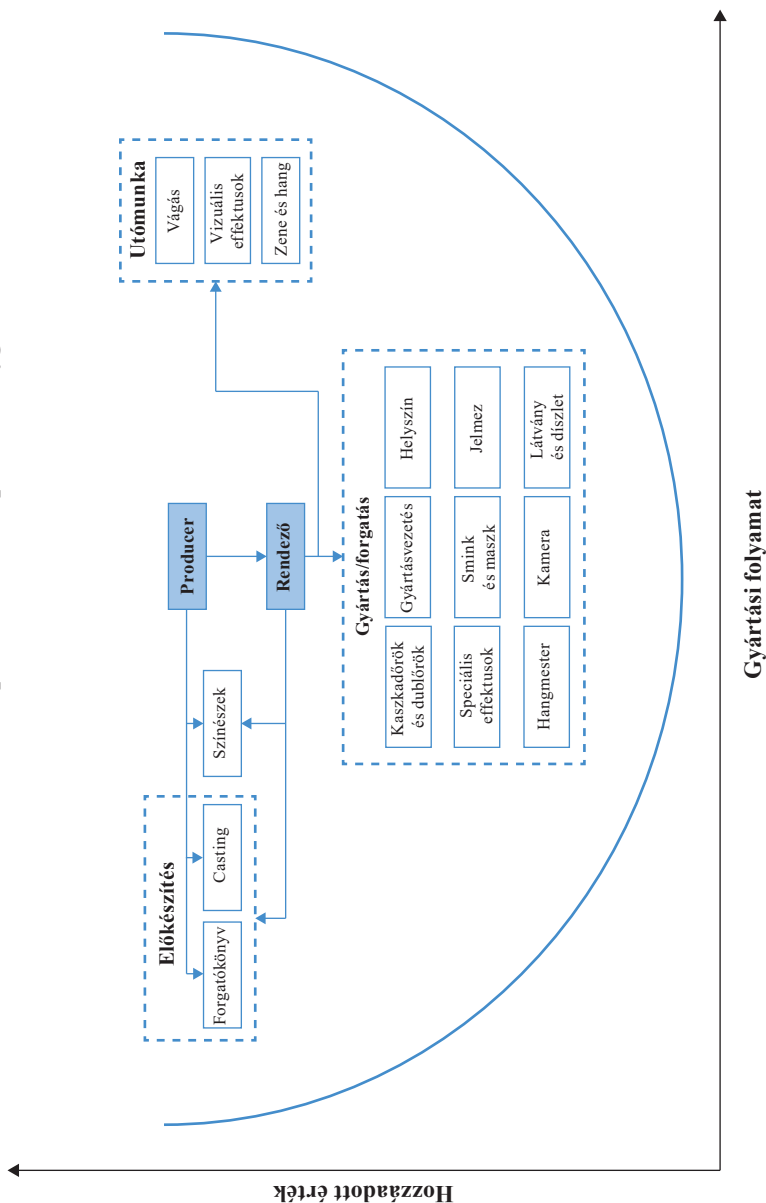 Előkészítés
Forgatókönyv
Casting
Színészek
Producer
Rendező
Utómunka
Vágás
Vizuális
effektusok
Zene és hang
Gyártás/forgatás
Kaszkadőrök
és dublőrök
Gyártásvezetés
Helyszín
Speciális
effektusok
Smink
és maszk
Jelmez
Hangmester
Kamera
Látvány
és díszlet
Hozzáadott érték
Gyártási folyamat